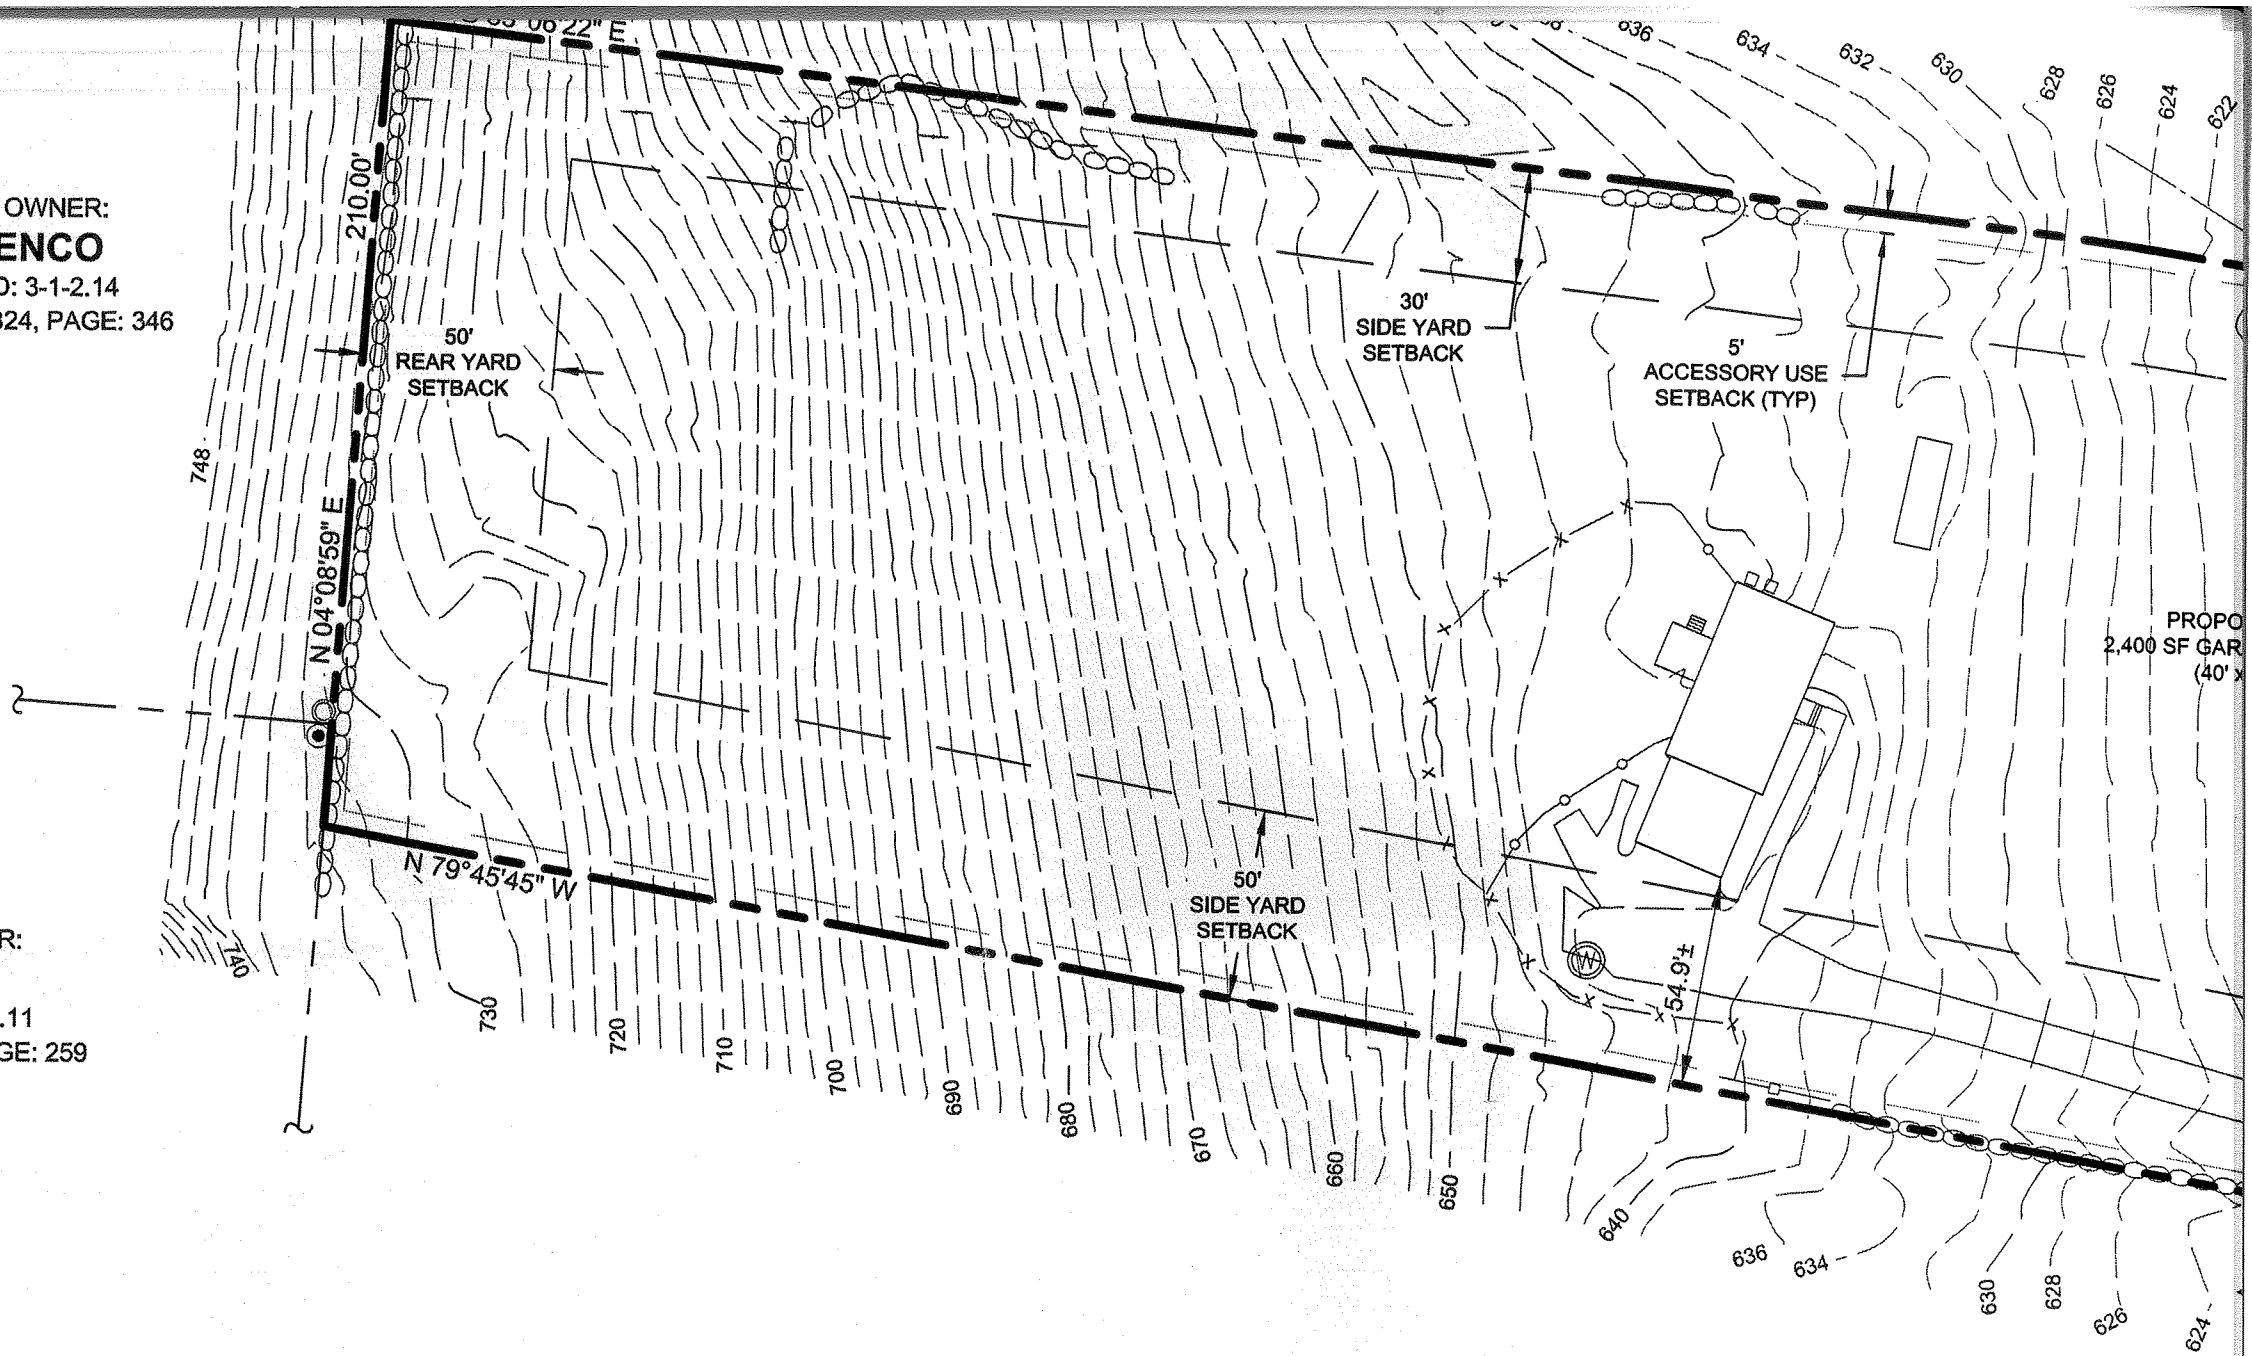 06'22" E
636
634
632
630
628
626
624
622
OWNER:
ENCO
3-1-2.14
324, PAGE: 346
210.00'
N 04°08'59" E
748
50'
REAR YARD
SETBACK
30'
SIDE YARD
SETBACK
5'
ACCESSORY USE
SETBACK (TYP)
PROPO
2,400 SF GAR
(40' x
N 79°45'45" W
50'
SIDE YARD
SETBACK
W
54.9'±
R:
.11
GE: 259
740
730
720
710
700
690
680
670
660
650
640
636
634
630
628
626
624